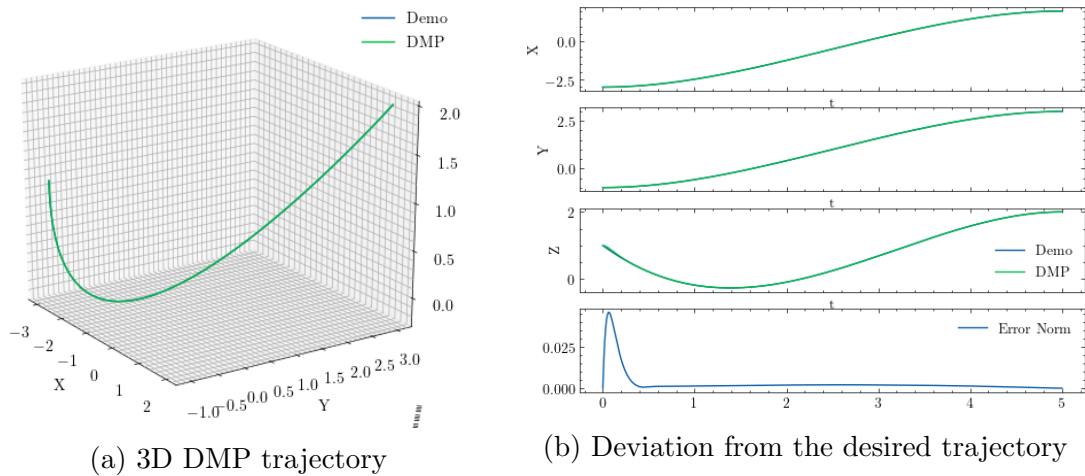 Demo
DMP
2.0
1.5
1.0
0.5
0.0
−3
−2
−1
0
1
2
X
−1.0
−0.5
0.0
0.5
1.0
1.5
2.0
2.5
3.0
Y
(a) 3D DMP trajectory
0.0
−2.5
X
t
2.5
0.0
Y
t
2
0
Z
Demo
DMP
t
Error Norm
0.025
0.000
0 1 2 3 4 5
(b) Deviation from the desired trajectory